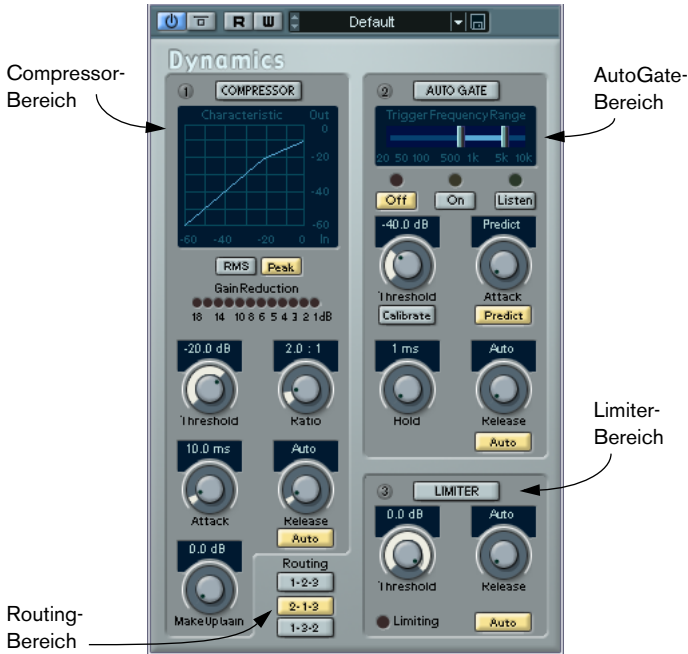 R W Default
Dynamics
Compressor-
Bereich
1 COMPRESSOR
Characteristic Out
0
-20
-40
-60
-60 -40 -20 0 In
RMS Peak
Gain Reduction
18 14 10 8 6 5 4 3 2 1dB
-20.0 dB 2.0 : 1
Threshold Ratio
10.0 ms Auto
Attack Release
Auto
0.0 dB
MakeUpGain
Routing-
Bereich
Routing
1-2-3
2-1-3
1-3-2
AutoGate-
Bereich
2 AUTO GATE
Trigger Frequency Range
20 50 100 500 1k 5k 10k
Off On Listen
-40.0 dB Predict
Threshold Attack
Calibrate Predict
1 ms Auto
Hold Release
Auto
Limiter-
Bereich
3 LIMITER
0.0 dB Auto
Threshold Release
Limiting Auto